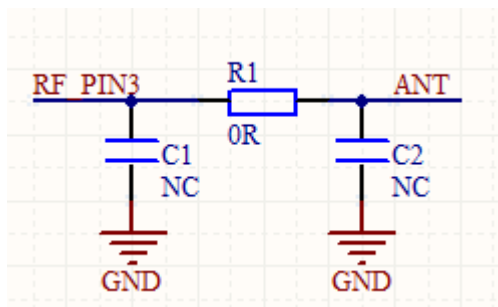 RF_PIN3
R1
0R
ANT
C1
NC
C2
NC
GND
GND